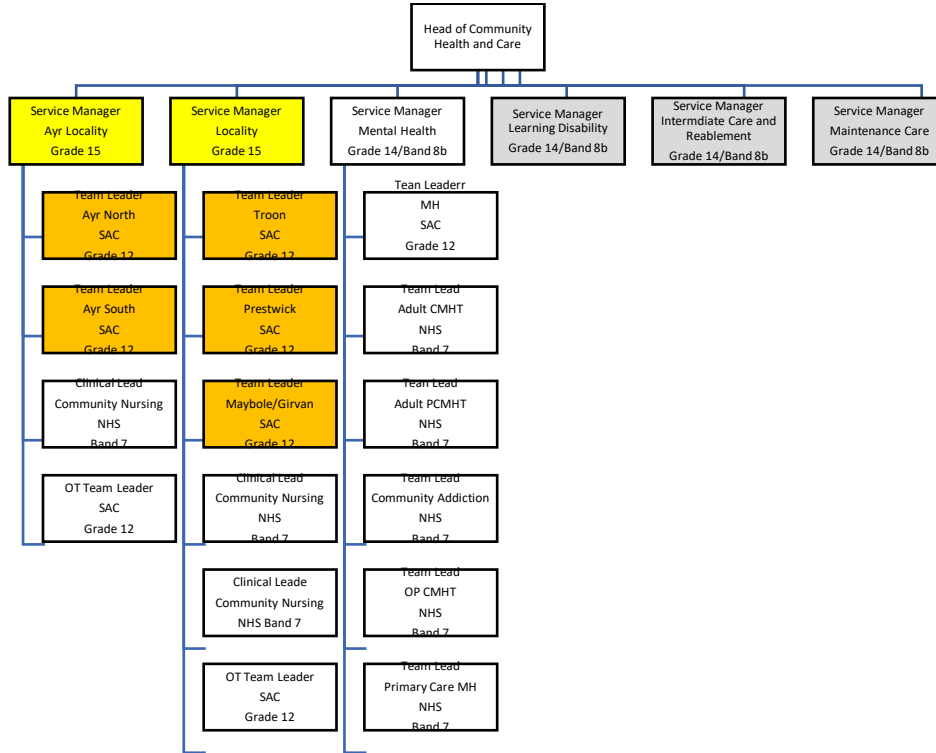 Head of Community
Health and Care
Service Manager
Ayr Locality
Grade 15
Service Manager
Locality
Grade 15
Service Manager
Mental Health
Grade 14/Band 8b
Service Manager
Learning Disability
Grade 14/Band 8b
Service Manager
Intermdiate Care and
Reablement
Grade 14/Band 8b
Service Manager
Maintenance Care
Grade 14/Band 8b
Team Leader
Ayr North
SAC
Grade 12
Team Leader
Ayr South
SAC
Grade 12
Clinical Lead
Community Nursing
NHS
Band 7
OT Team Leader
SAC
Grade 12
Team Leader
Troon
SAC
Grade 12
Team Leader
Prestwick
SAC
Grade 12
Team Leader
Maybole/Girvan
SAC
Grade 12
Clinical Lead
Community Nursing
NHS
Band 7
Clinical Leade
Community Nursing
NHS Band 7
OT Team Leader
SAC
Grade 12
Tean Leaderr
MH
SAC
Grade 12
Team Lead
Adult CMHT
NHS
Band 7
Tean Lead
Adult PCMHT
NHS
Band 7
Team Lead
Community Addiction
NHS
Band 7
Team Lead
OP CMHT
NHS
Band 7
Team Lead
Primary Care MH
NHS
Band 7